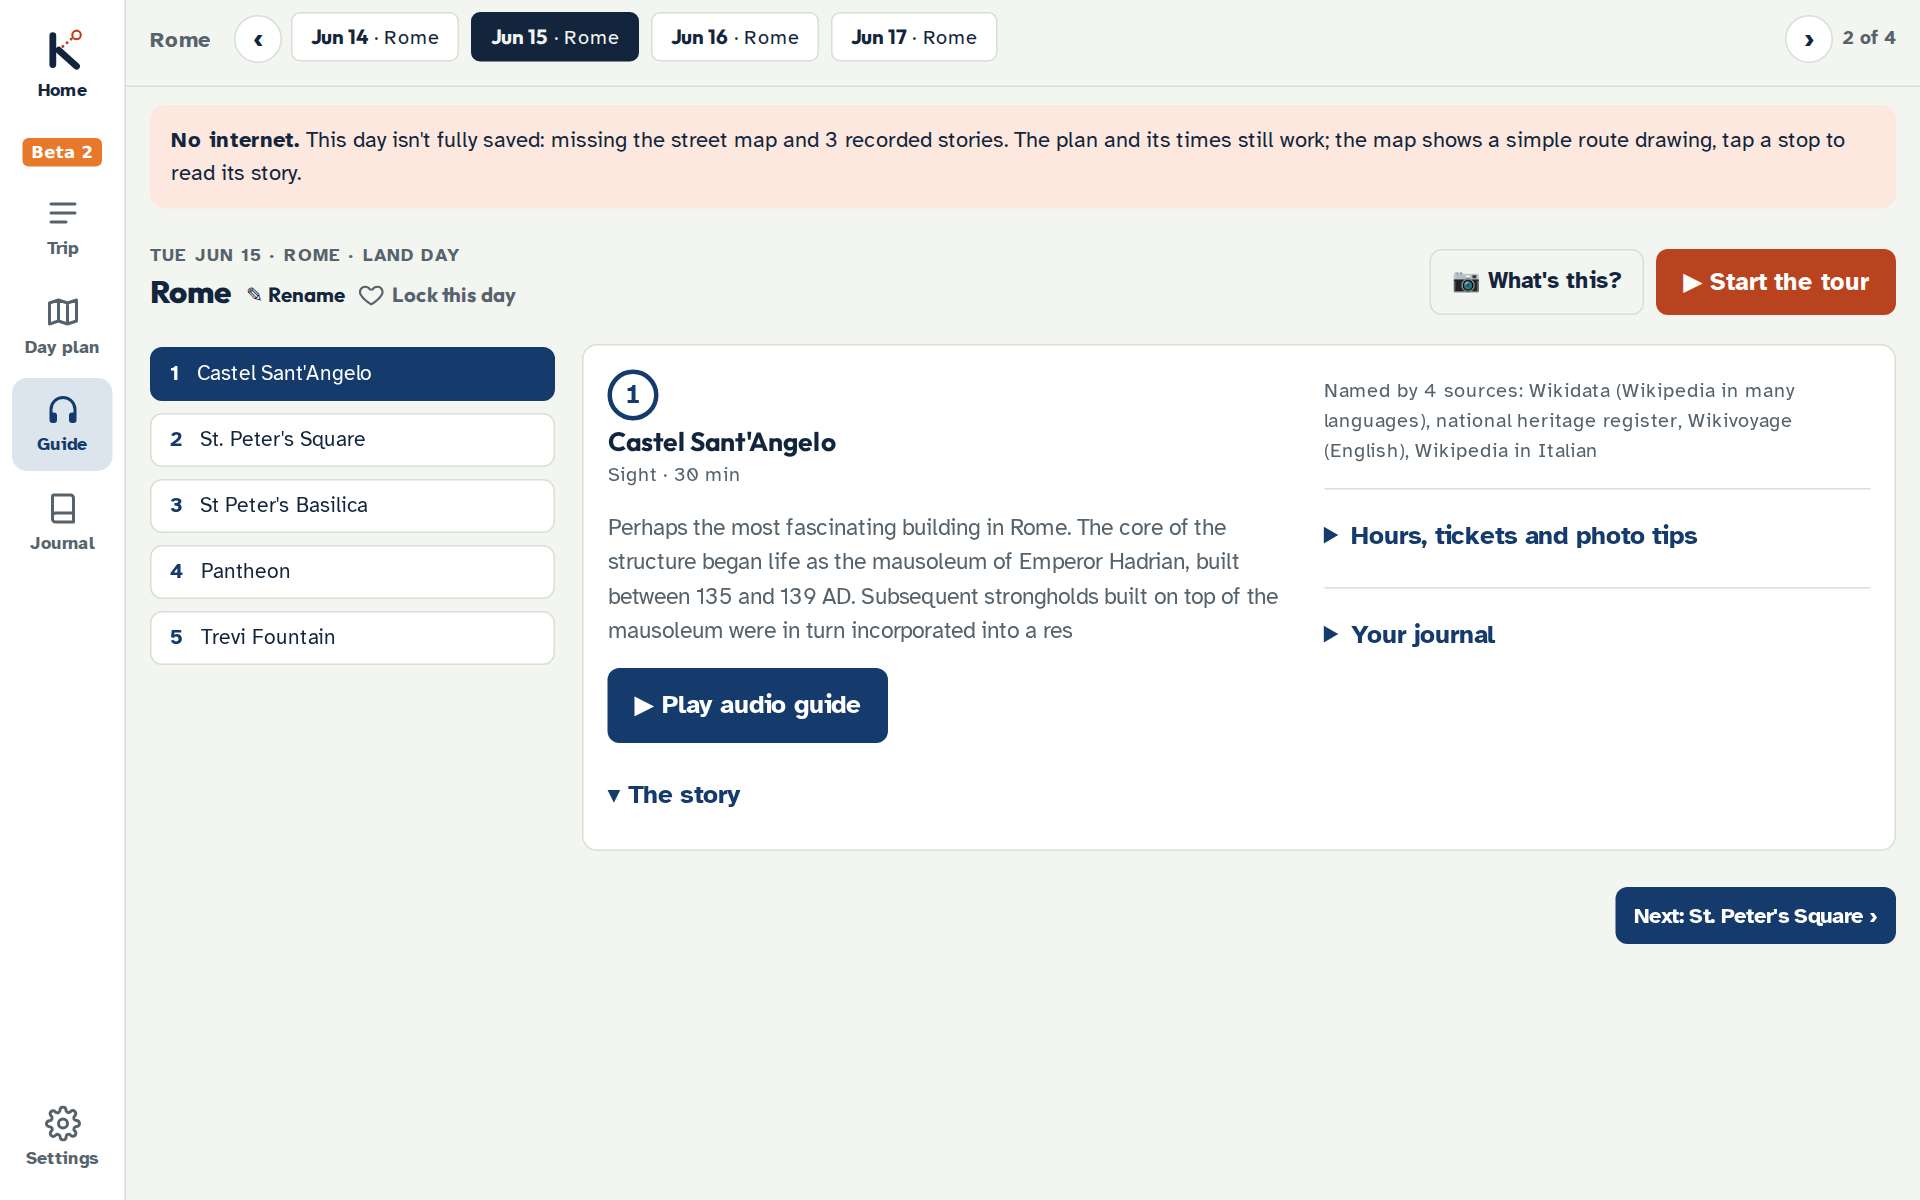 Home
Beta 2
Trip
Day plan
Guide
Journal
Settings
Rome
‹
Jun 14 · Rome
Jun 15 · Rome
Jun 16 · Rome
Jun 17 · Rome
›
2 of 4
No internet. This day isn't fully saved: missing the street map and 3 recorded stories. The plan and its times still work; the map shows a simple route drawing, tap a stop to
read its story.
TUE JUN 15 · ROME · LAND DAY
Rome ✎ Rename ♡ Lock this day
📷 What's this?
▶ Start the tour
1 Castel Sant'Angelo
2 St. Peter's Square
3 St Peter's Basilica
4 Pantheon
5 Trevi Fountain
1
Castel Sant'Angelo
Sight · 30 min
Perhaps the most fascinating building in Rome. The core of the
structure began life as the mausoleum of Emperor Hadrian, built
between 135 and 139 AD. Subsequent strongholds built on top of the
mausoleum were in turn incorporated into a res
▶ Play audio guide
▾ The story
Named by 4 sources: Wikidata (Wikipedia in many
languages), national heritage register, Wikivoyage
(English), Wikipedia in Italian
▶ Hours, tickets and photo tips
▶ Your journal
Next: St. Peter's Square ›